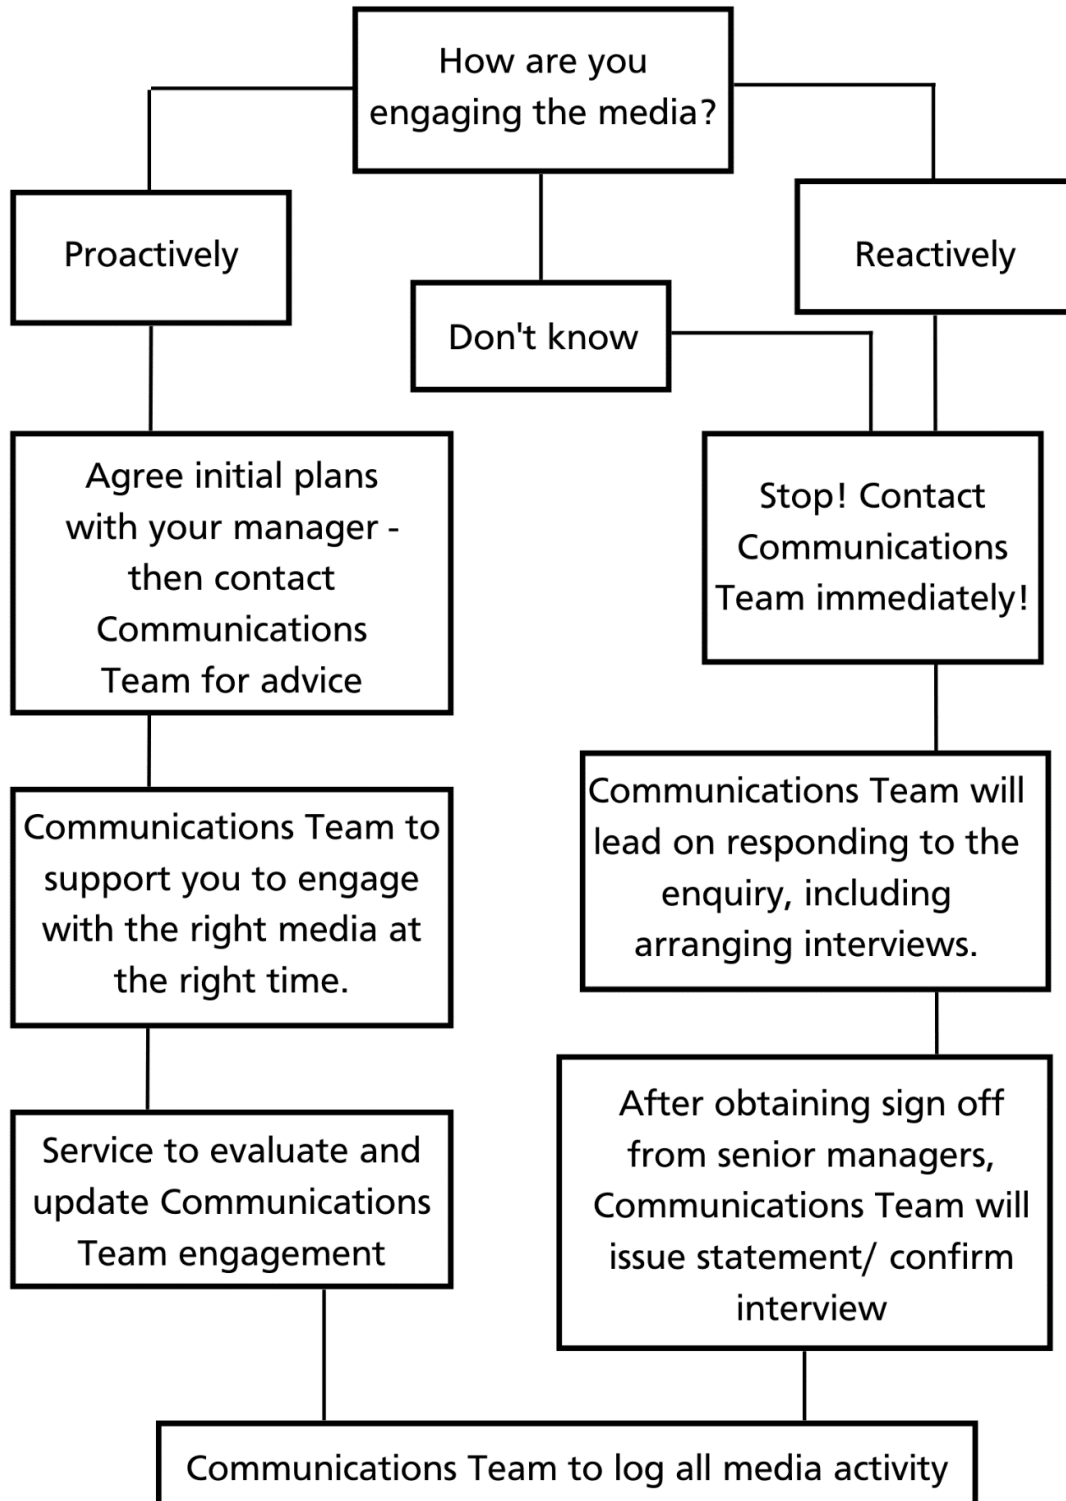 How are you
engaging the media?
Proactively
Reactively
Don't know
Agree initial plans
with your manager -
then contact
Communications
Team for advice
Stop! Contact
Communications
Team immediately!
Communications Team to
support you to engage
with the right media at
the right time.
Communications Team will
lead on responding to the
enquiry, including
arranging interviews.
Service to evaluate and
update Communications
Team engagement
After obtaining sign off
from senior managers,
Communications Team will
issue statement/ confirm
interview
Communications Team to log all media activity